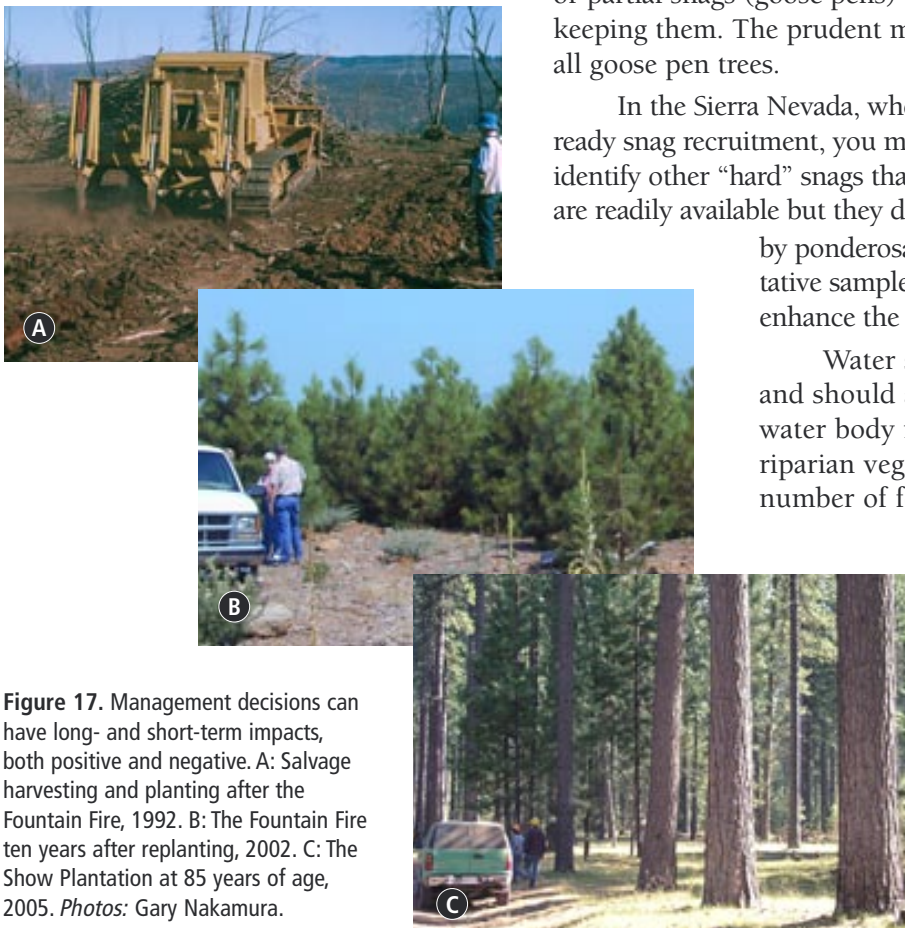 or partial snags (goose pens)
keeping them. The prudent m
all goose pen trees.
In the Sierra Nevada, whe
ready snag recruitment, you m
identify other “hard” snags tha
are readily available but they d
by ponderosa
tative sample
enhance the
Water
and should
water body
riparian veg
number of f
A
B
C
Figure 17. Management decisions can
have long- and short-term impacts,
both positive and negative. A: Salvage
harvesting and planting after the
Fountain Fire, 1992. B: The Fountain Fire
ten years after replanting, 2002. C: The
Show Plantation at 85 years of age,
2005. Photos: Gary Nakamura.